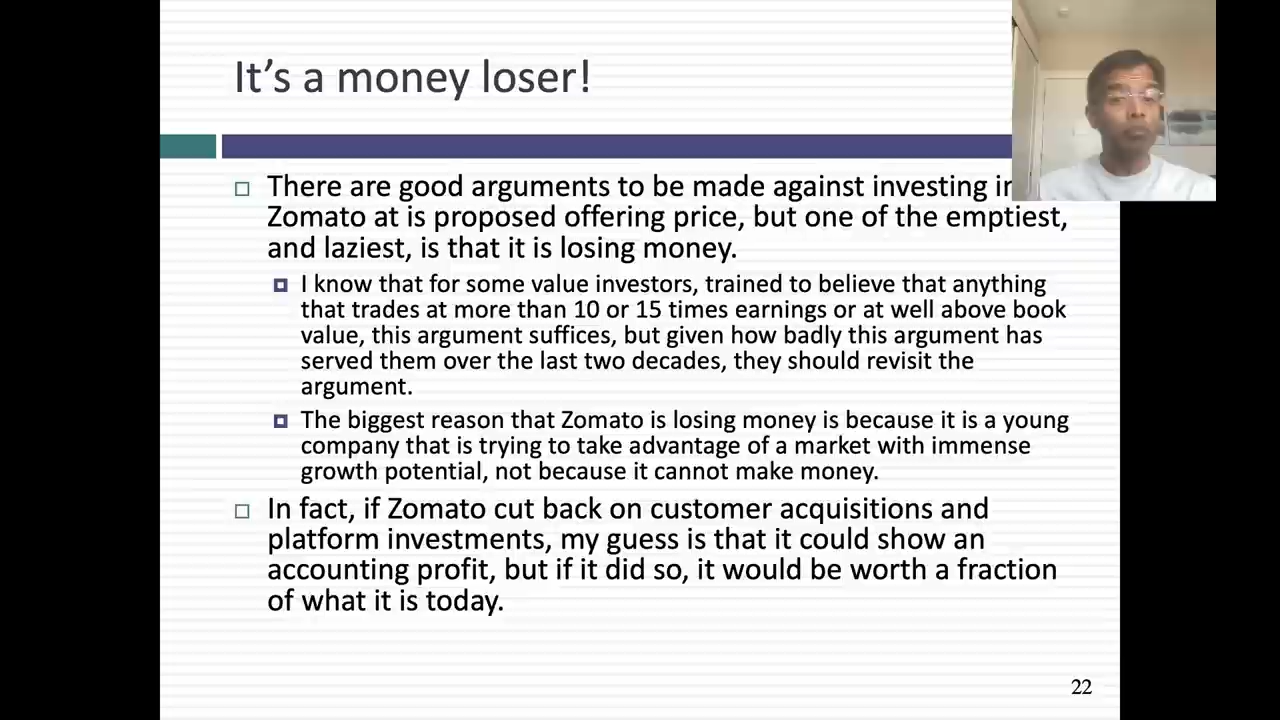 It's a money loser!
There are good arguments to be made against investing in
Zomato at is proposed offering price, but one of the emptiest,
and laziest, is that it is losing money.
I know that for some value investors, trained to believe that anything
that trades at more than 10 or 15 times earnings or at well above book
value, this argument suffices, but given how badly this argument has
served them over the last two decades, they should revisit the
argument.
The biggest reason that Zomato is losing money is because it is a young
company that is trying to take advantage of a market with immense
growth potential, not because it cannot make money.
In fact, if Zomato cut back on customer acquisitions and
platform investments, my guess is that it could show an
accounting profit, but if it did so, it would be worth a fraction
of what it is today.
22